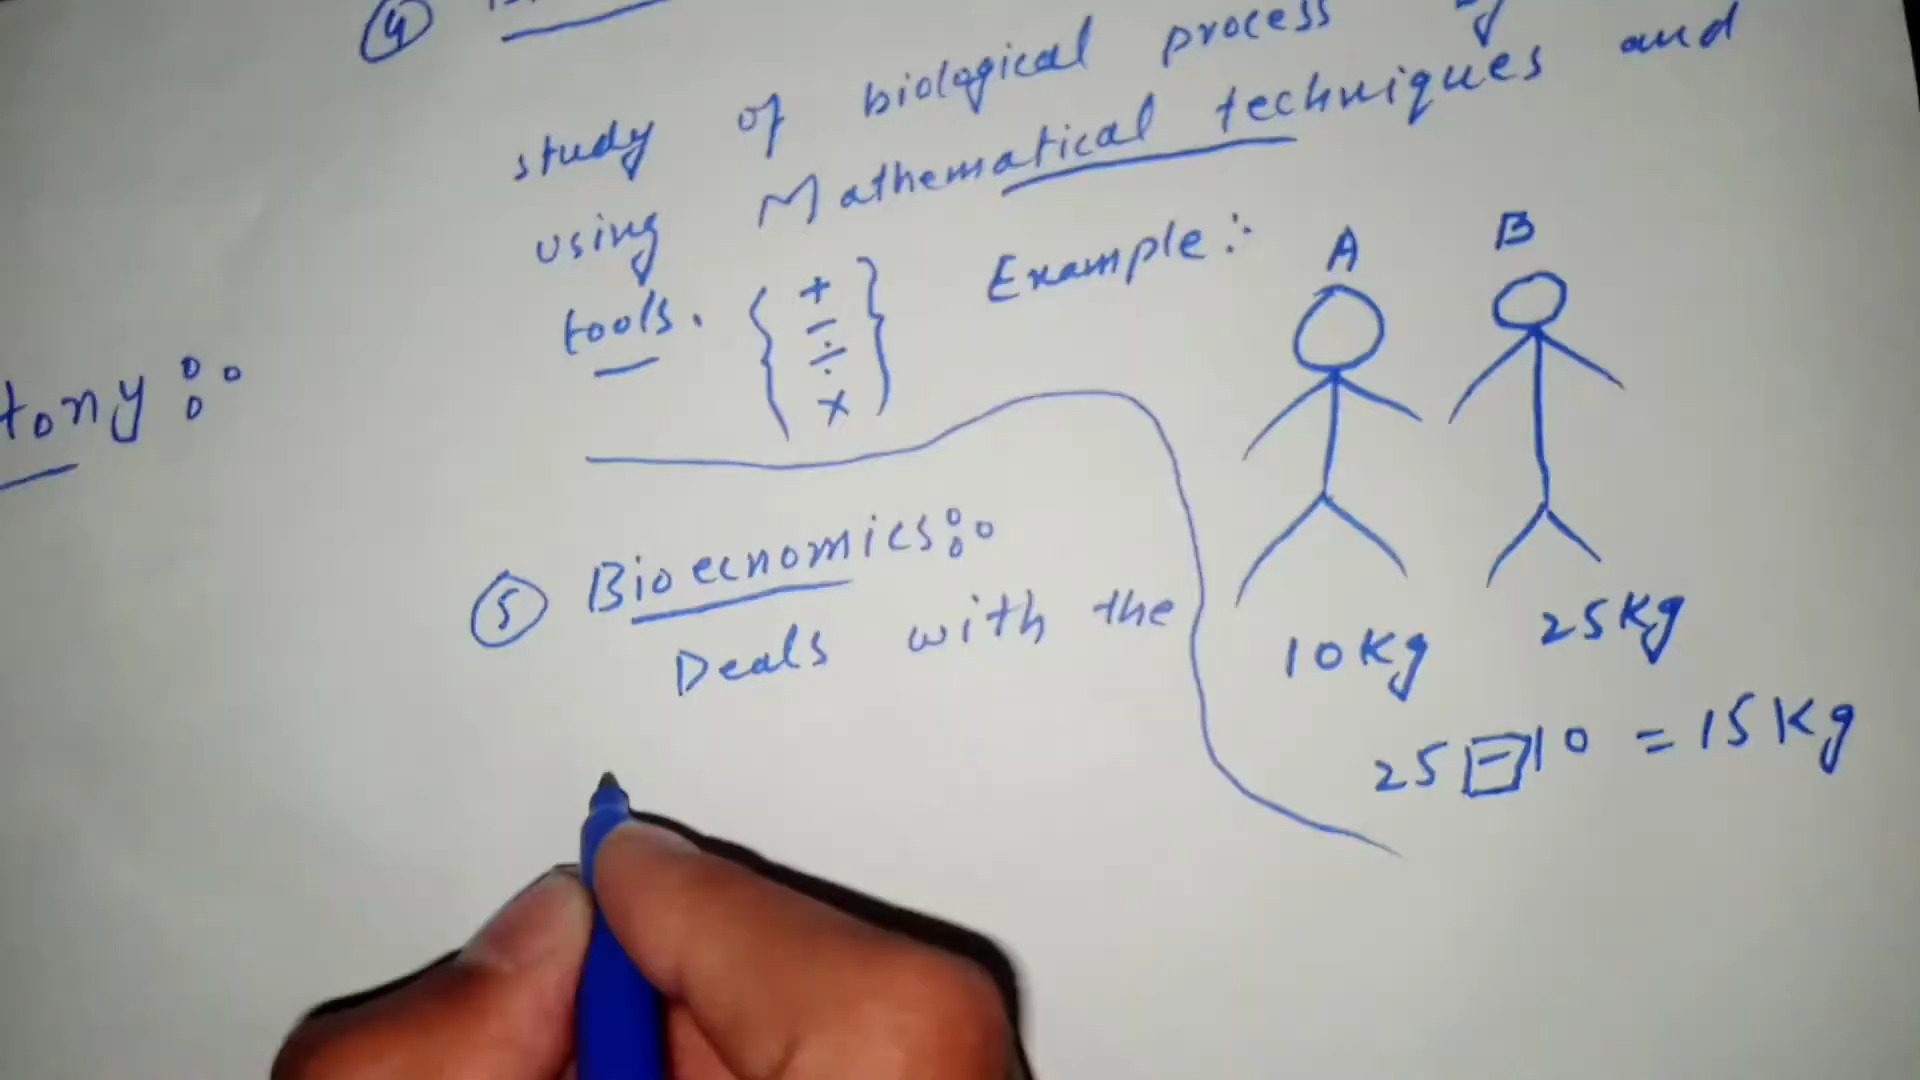 4
study of biological process
using Mathematical techniques and
tools. { + − ÷ × } Example:
A B
tony:
5 Bioecnomics:
Deals with the
10Kg 25Kg
25 - 10 = 15Kg